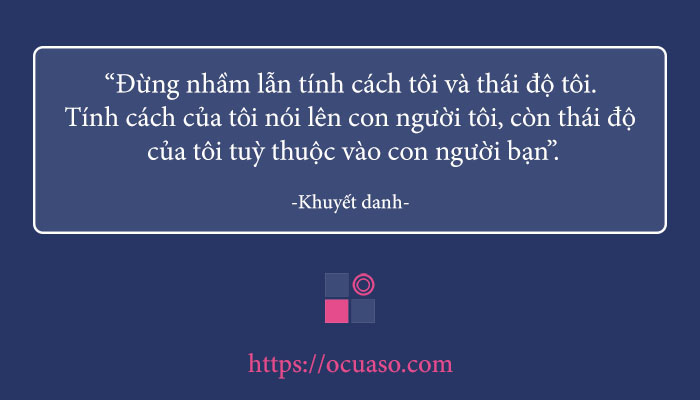 “Đừng nhầm lẫn tính cách tôi và thái độ tôi.
Tính cách của tôi nói lên con người tôi, còn thái độ
của tôi tuỳ thuộc vào con người bạn”.
-Khuyết danh-
https://ocuaso.com